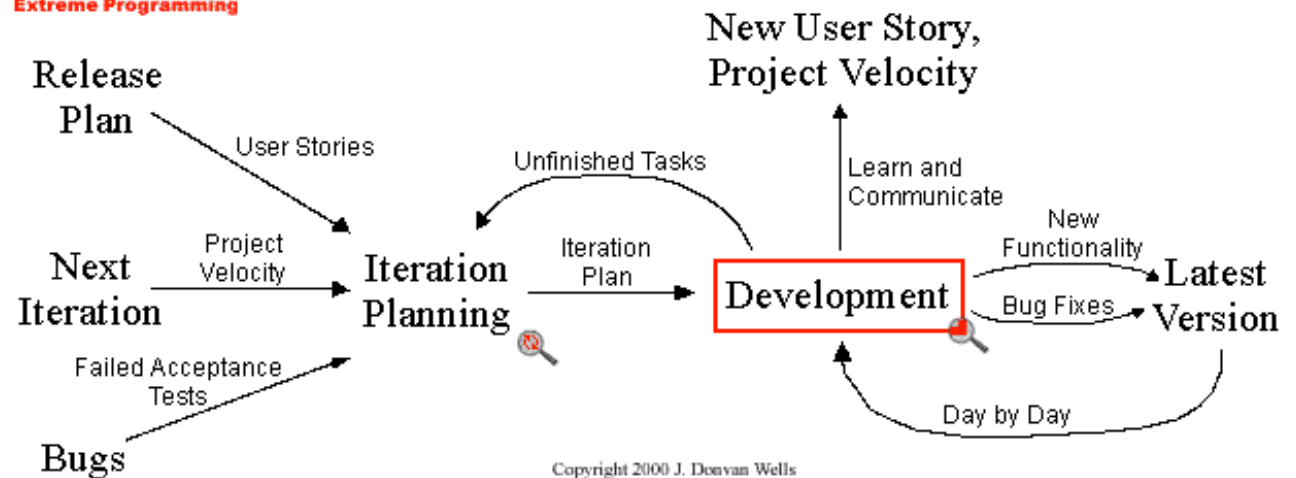 Extreme Programming
New User Story,
Project Velocity
Release
Plan
User Stories
Unfinished Tasks
Learn and
Communicate
New
Functionality
Next
Iteration
Project
Velocity
Iteration
Planning
Iteration
Plan
Development
Bug Fixes
Latest
Version
Failed Acceptance
Tests
Day by Day
Bugs
Copyright 2000 J. Donvan Wells